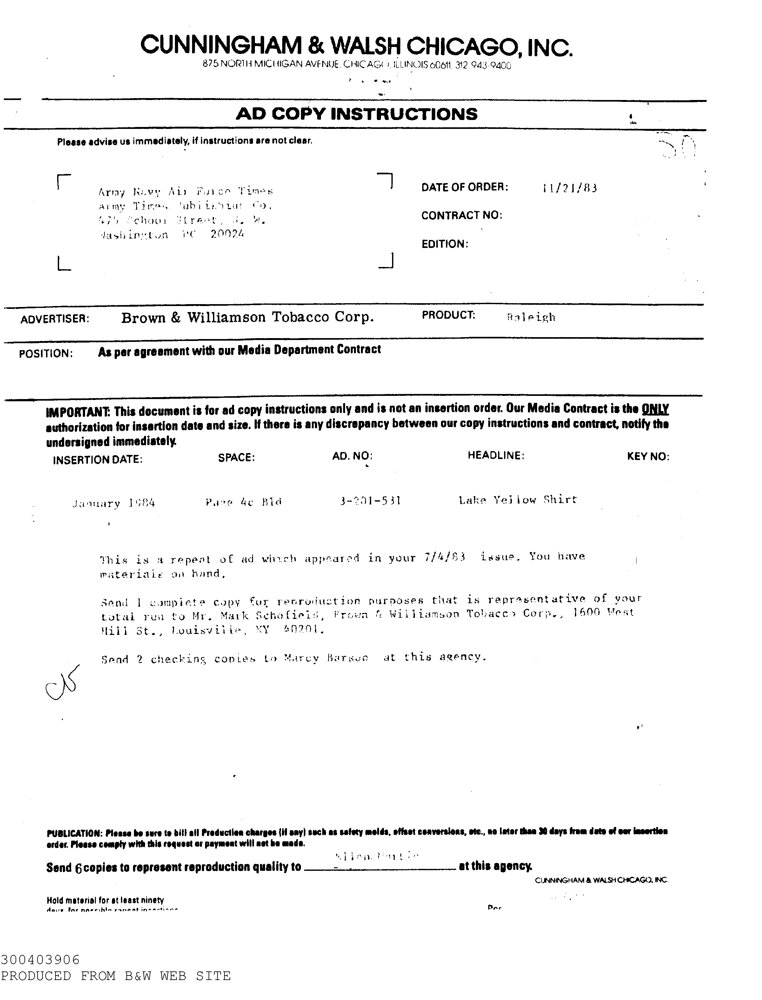 CUNNINGHAM & WALSH CHICAGO, INC.
875 NORTH MICHIGAN AVENUE, CHICAGO, ILLINOIS 60611 312 943-9400
AD COPY INSTRUCTIONS
Please advise us immediately, if instructions are not clear.
50
Army Navy Air Force Times
Army Times Publishing Co.
475 School Street, S. W.
Washington DC 20024
DATE OF ORDER: 11/21/83
CONTRACT NO:
EDITION:
ADVERTISER: Brown & Williamson Tobacco Corp. PRODUCT: Raleigh
POSITION: As per agreement with our Media Department Contract
IMPORTANT: This document is for ad copy instructions only and is not an insertion order. Our Media Contract is the ONLY
authorization for insertion date and size. If there is any discrepancy between our copy instructions and contract, notify the
undersigned immediately.
INSERTION DATE: SPACE: AD. NO: HEADLINE: KEY NO:
January 1984 Page 4c Bld 3-201-531 Lake Yellow Shirt
This is a repeat of ad which appeared in your 7/4/83 issue. You have
materials on hand.
Send 1 complete copy for reproduction purposes that is representative of your
total run to Mr. Mark Schofield, Brown & Williamson Tobacco Corp., 1600 West
Hill St., Louisville, KY 40201.
Send 2 checking copies to Marcy Barson at this agency.
PUBLICATION: Please be sure to bill all Production charges (if any) such as safety molds, offset conversions, etc., no later than 30 days from date of our insertion
order. Please comply with this request or payment will not be made.
Send 6 copies to represent reproduction quality to at this agency.
CUNNINGHAM & WALSH CHICAGO, INC.
Hold material for at least ninety
days for possible repeat insertions
Per
300403906
PRODUCED FROM B&W WEB SITE